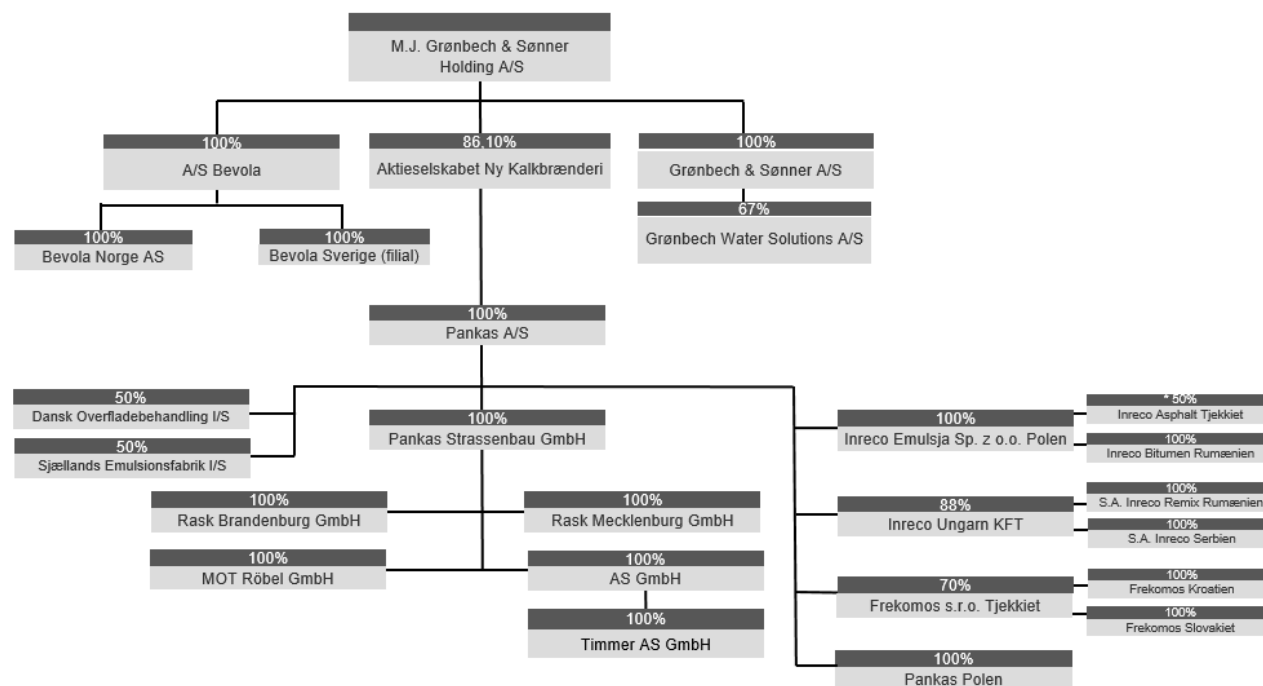 M.J. Grønbech & Sønner
Holding A/S
100%
A/S Bevola
86,10%
Aktieselskabet Ny Kalkbrænderi
100%
Grønbech & Sønner A/S
100%
Bevola Norge AS
100%
Bevola Sverige (filial)
67%
Grønbech Water Solutions A/S
100%
Pankas A/S
50%
Dansk Overfladebehandling I/S
50%
Sjællands Emulsionsfabrik I/S
100%
Pankas Strassenbau GmbH
100%
Rask Brandenburg GmbH
100%
Rask Mecklenburg GmbH
100%
MOT Röbel GmbH
100%
AS GmbH
100%
Timmer AS GmbH
100%
Inreco Emulsja Sp. z o.o. Polen
* 50%
Inreco Asphalt Tjekkiet
100%
Inreco Bitumen Rumænien
88%
Inreco Ungarn KFT
100%
S.A. Inreco Remix Rumænien
100%
S.A. Inreco Serbien
70%
Frekomos s.r.o. Tjekkiet
100%
Frekomos Kroatien
100%
Frekomos Slovakiet
100%
Pankas Polen